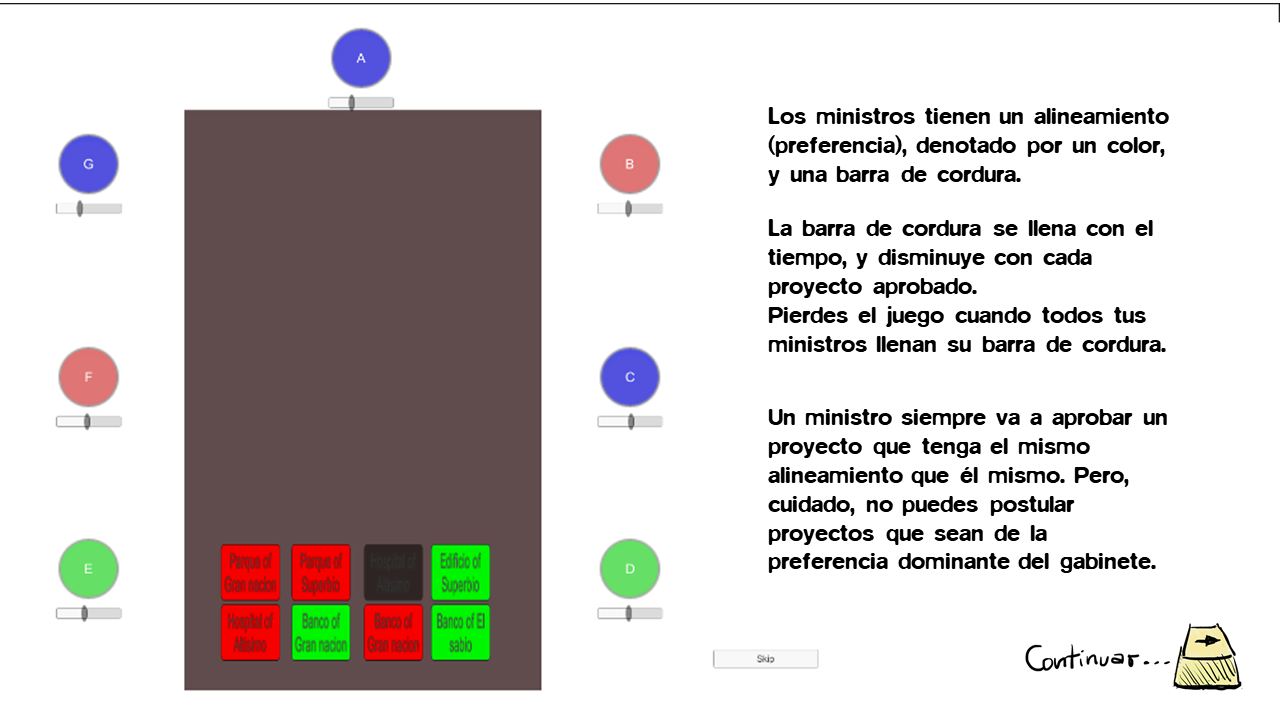 A
G
B
F
C
E
D
Los ministros tienen un alineamiento
(preferencia), denotado por un color,
y una barra de cordura.
La barra de cordura se llena con el
tiempo, y disminuye con cada
proyecto aprobado.
Pierdes el juego cuando todos tus
ministros llenan su barra de cordura.
Un ministro siempre va a aprobar un
proyecto que tenga el mismo
alineamiento que él mismo. Pero,
cuidado, no puedes postular
proyectos que sean de la
preferencia dominante del gabinete.
Parque of
Gran nacion
Parque of
Superbio
Hospital of
Altisimo
Edificio of
Superbio
Hospital of
Altisimo
Banco of
Gran nacion
Banco of
Gran nacion
Banco of El
sabio
Skip
Continuar...